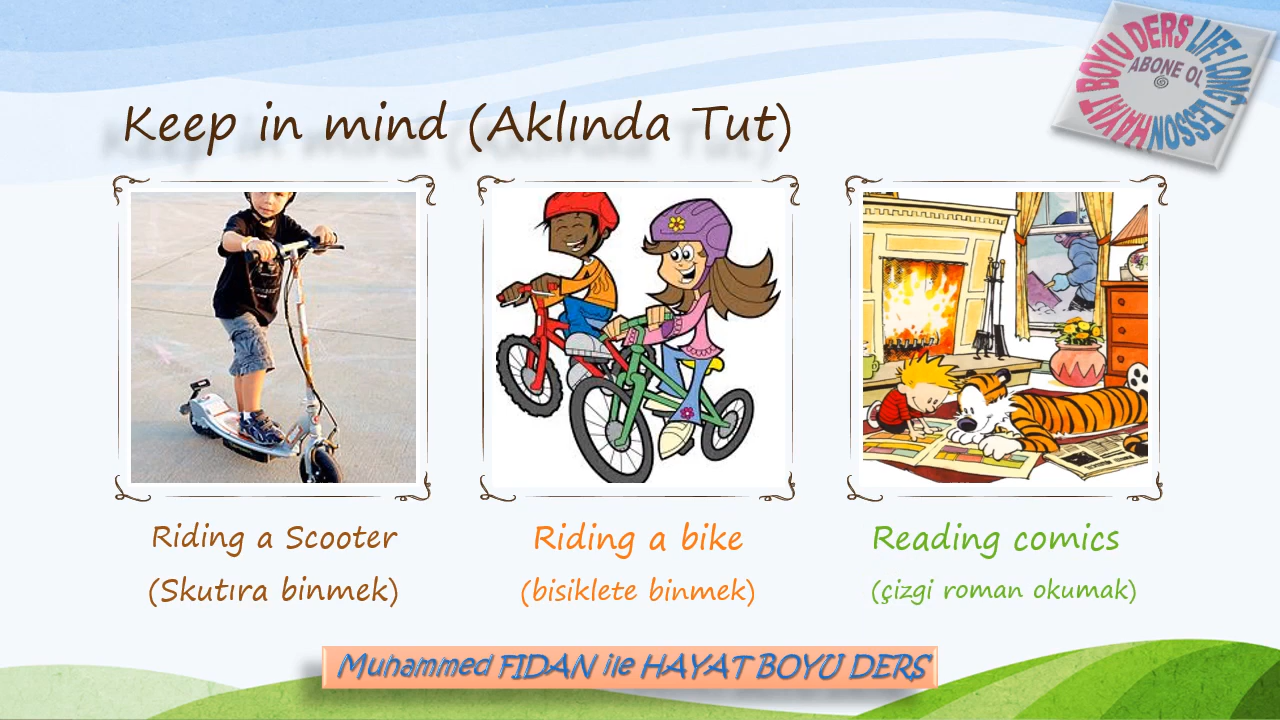 HAYAT BOYU DERS LIFE LONG LESSON
ABONE OL
Keep in mind (Aklında Tut)
Riding a Scooter
(Skutıra binmek)
Riding a bike
(bisiklete binmek)
Reading comics
(çizgi roman okumak)
Muhammed FIDAN ile HAYAT BOYU DERS